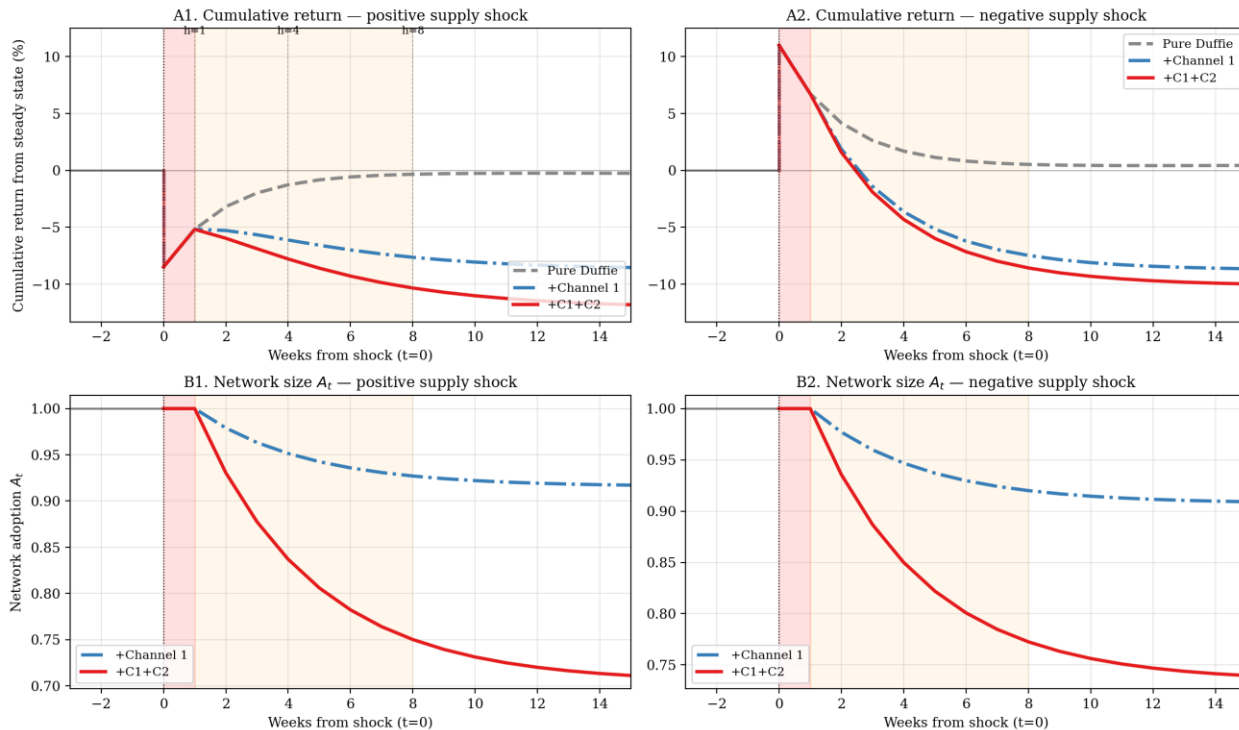 A1. Cumulative return — positive supply shock
h=1
h=4
h=8
Cumulative return from steady state (%)
10
5
0
−5
−10
Pure Duffie
+Channel 1
+C1+C2
−2 0 2 4 6 8 10 12 14
Weeks from shock (t=0)
A2. Cumulative return — negative supply shock
10
5
0
−5
−10
Pure Duffie
+Channel 1
+C1+C2
−2 0 2 4 6 8 10 12 14
Weeks from shock (t=0)
B1. Network size Aₜ — positive supply shock
Network adoption Aₜ
1.00
0.95
0.90
0.85
0.80
0.75
0.70
+Channel 1
+C1+C2
−2 0 2 4 6 8 10 12 14
Weeks from shock (t=0)
B2. Network size Aₜ — negative supply shock
1.00
0.95
0.90
0.85
0.80
0.75
+Channel 1
+C1+C2
−2 0 2 4 6 8 10 12 14
Weeks from shock (t=0)